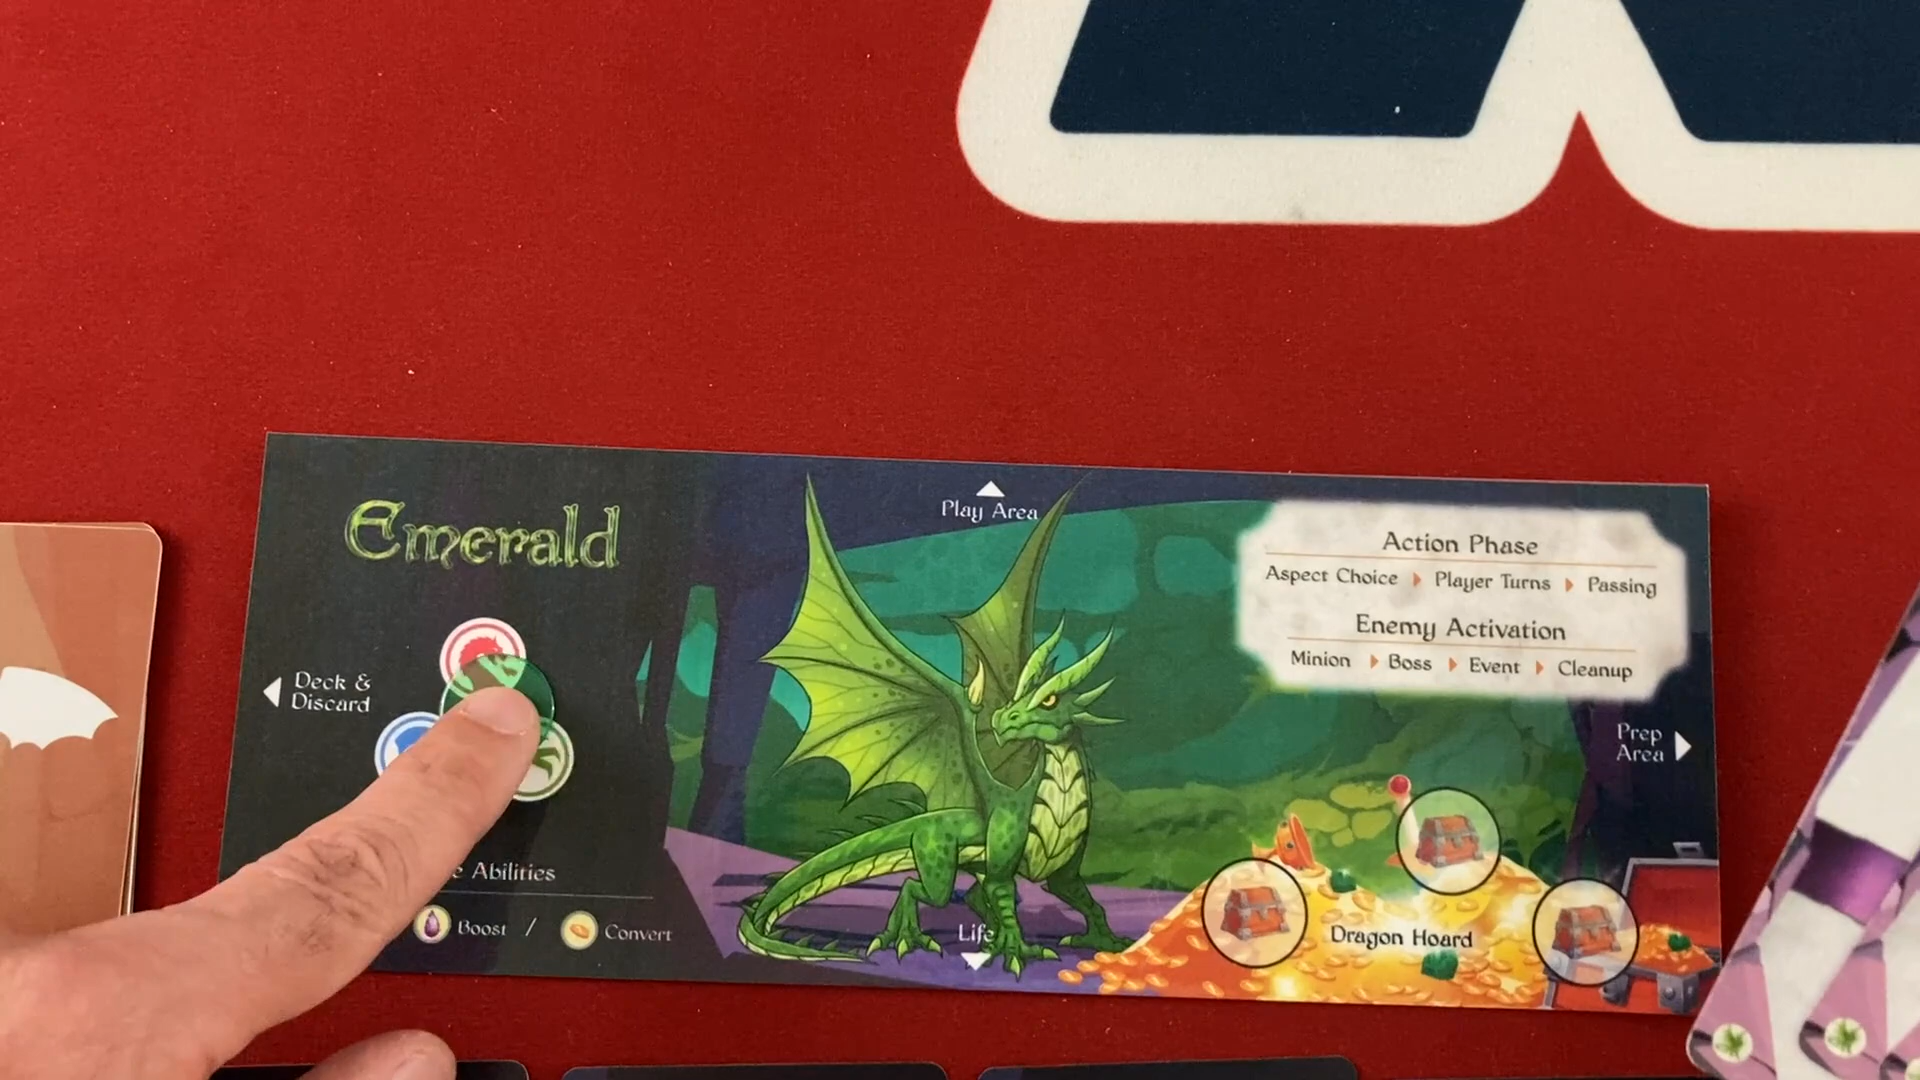 Emerald
Play Area
Action Phase
Aspect Choice Player Turns Passing
Enemy Activation
Minion Boss Event Cleanup
Deck &
Discard
Prep
Area
Abilities
Boost / Convert
Life
Dragon Hoard